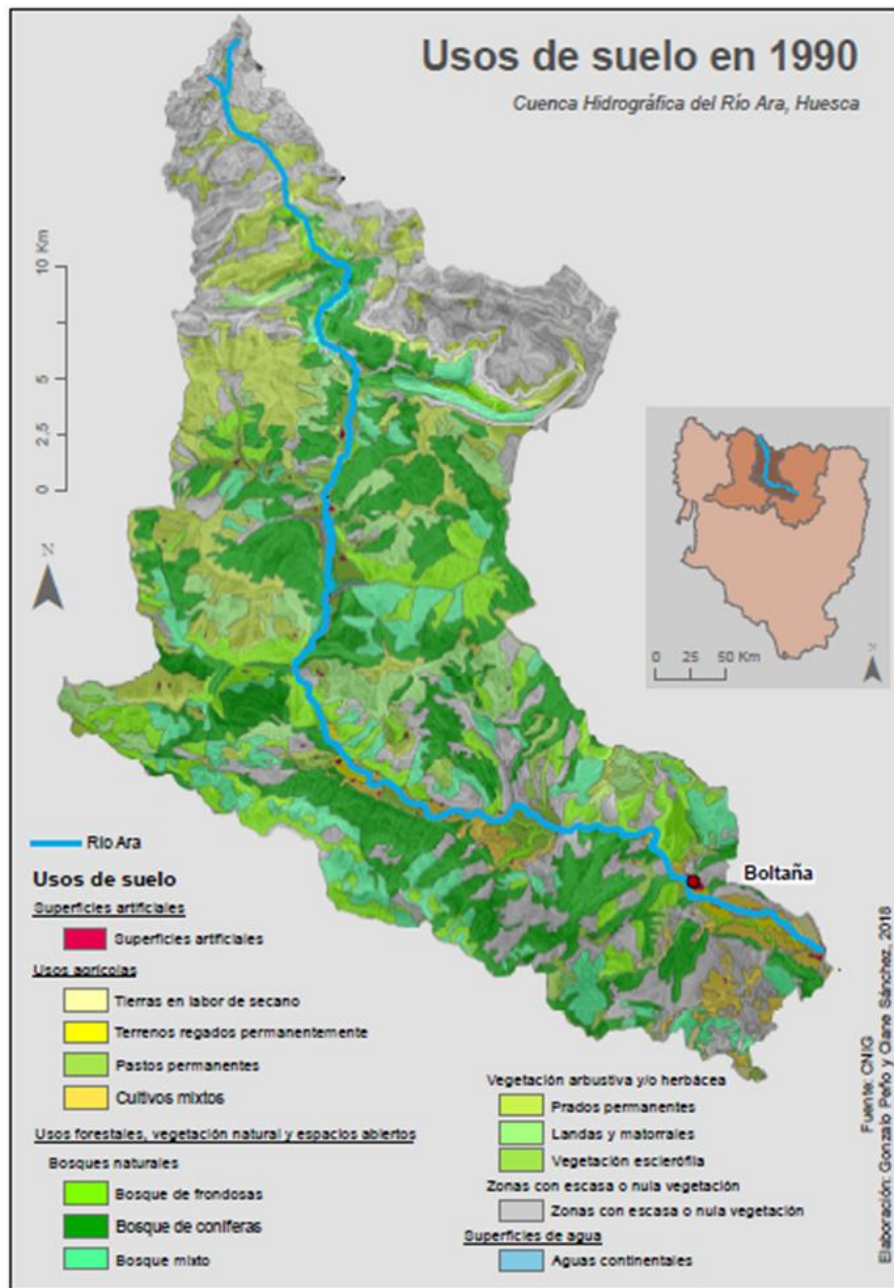 Usos de suelo en 1990
Cuenca Hidrográfica del Río Ara, Huesca
10 Km
5
2,5
0
N
0 25 50 Km
N
Boltaña
Río Ara
Usos de suelo
Superficies artificiales
Superficies artificiales
Usos agrícolas
Tierras en labor de secano
Terrenos regados permanentemente
Pastos permanentes
Cultivos mixtos
Usos forestales, vegetación natural y espacios abiertos
Bosques naturales
Bosque de frondosas
Bosque de coníferas
Bosque mixto
Vegetación arbustiva y/o herbácea
Prados permanentes
Landas y matorrales
Vegetación esclerófila
Zonas con escasa o nula vegetación
Zonas con escasa o nula vegetación
Superficies de agua
Aguas continentales
Fuente: CNIG
Elaboración: Gonzalo Peño y Olane Sánchez, 2018